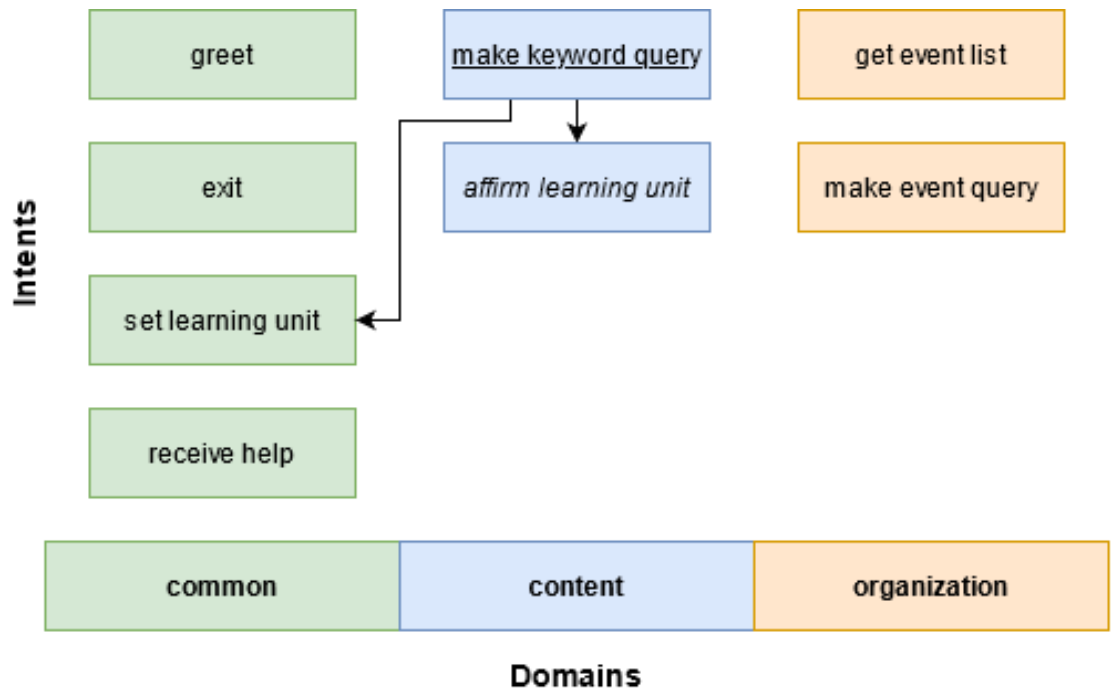 greet
make keyword query
get event list
exit
affirm learning unit
make event query
Intents
set learning unit
receive help
common
content
organization
Domains